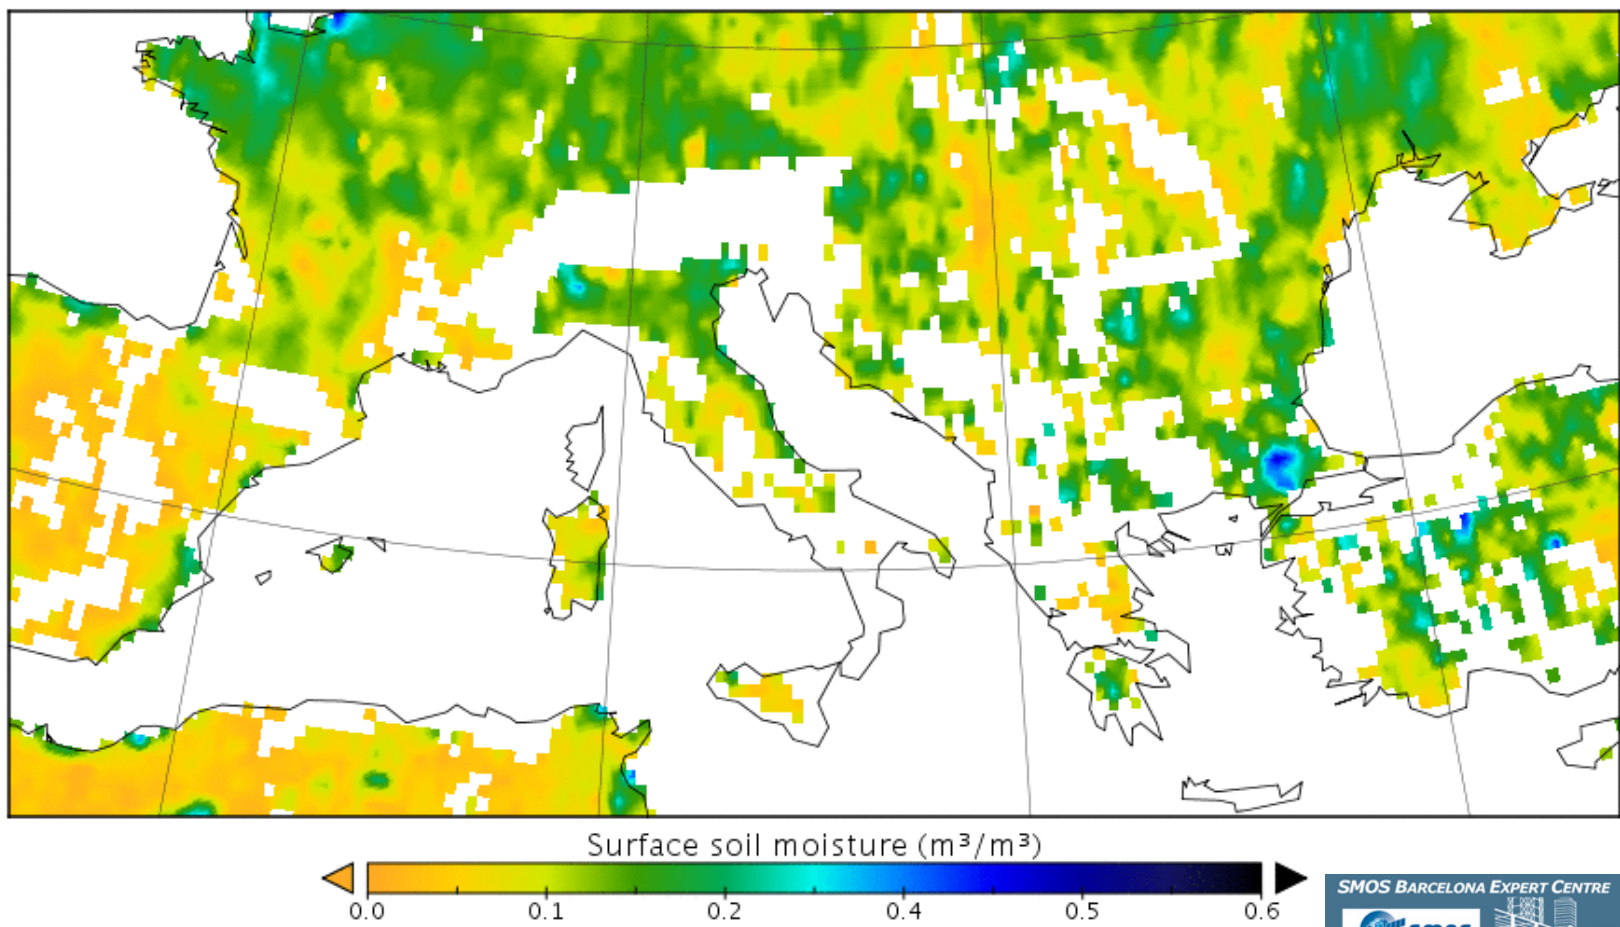 Surface soil moisture (m³/m³)
0.0 0.1 0.2 0.4 0.5 0.6
SMOS BARCELONA EXPERT CENTRE
smos